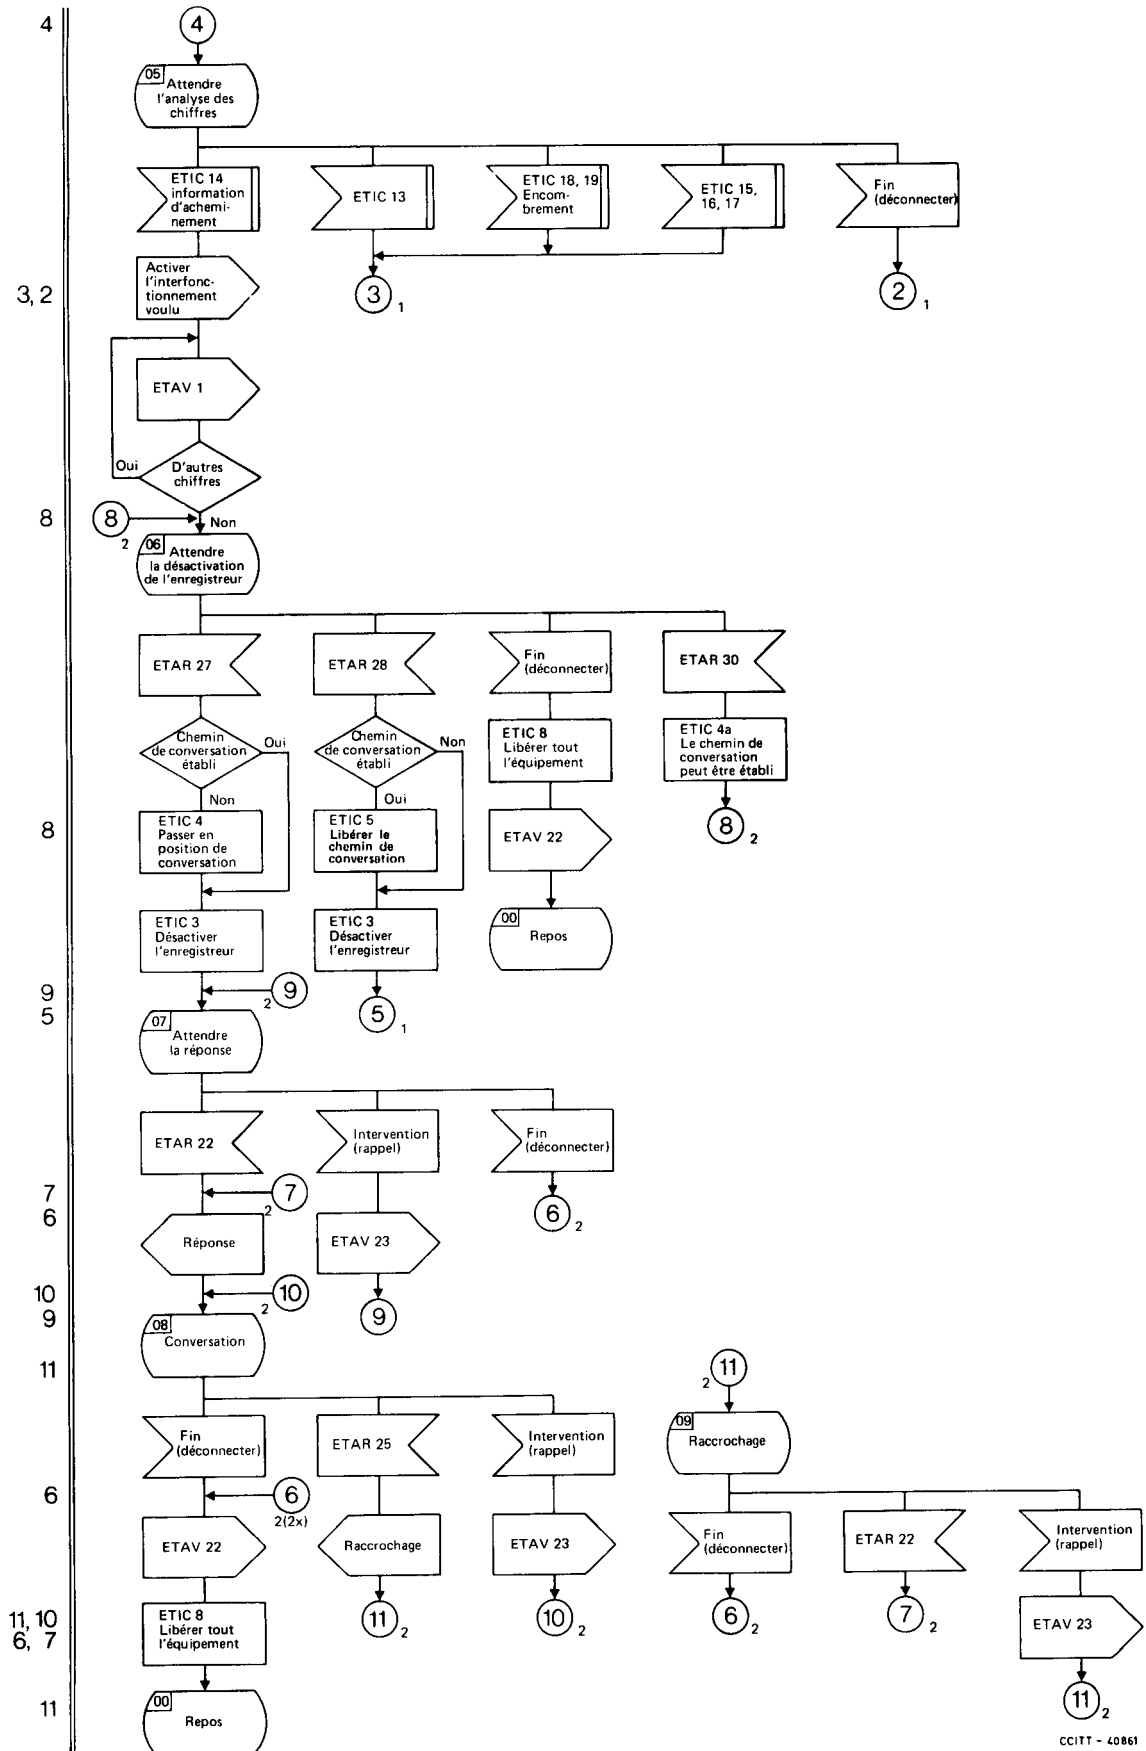 4
4
05
Attendre
l'analyse des
chiffres
ETIC 14
information
d'achemi-
nement
ETIC 13
ETIC 18, 19
Encom-
brement
ETIC 15,
16, 17
Fin
(déconnecter)
Activer
l'interfonc-
tionnement
voulu
3, 2
3
1
2
1
ETAV 1
Oui
D'autres
chiffres
8
8
2
Non
06
Attendre
la désactivation
de l'enregistreur
ETAR 27
ETAR 28
Fin
(déconnecter)
ETAR 30
Chemin
de conversation
établi
Oui
Non
Chemin
de conversation
établi
Non
Oui
ETIC 8
Libérer tout
l'équipement
ETIC 4a
Le chemin de
conversation
peut être établi
8
ETIC 4
Passer en
position de
conversation
ETIC 5
Libérer le
chemin de
conversation
ETAV 22
8
2
ETIC 3
Désactiver
l'enregistreur
ETIC 3
Désactiver
l'enregistreur
00
Repos
9
5
9
2
5
1
07
Attendre
la réponse
ETAR 22
Intervention
(rappel)
Fin
(déconnecter)
7
6
7
2
6
2
Réponse
ETAV 23
10
9
10
2
9
08
Conversation
11
11
2
09
Raccrochage
Fin
(déconnecter)
ETAR 25
Intervention
(rappel)
6
6
2(2x)
ETAV 22
Raccrochage
ETAV 23
Fin
(déconnecter)
ETAR 22
Intervention
(rappel)
11, 10
6, 7
ETIC 8
Libérer tout
l'équipement
11
2
10
2
6
2
7
2
ETAV 23
11
00
Repos
11
2
CCITT - 40861